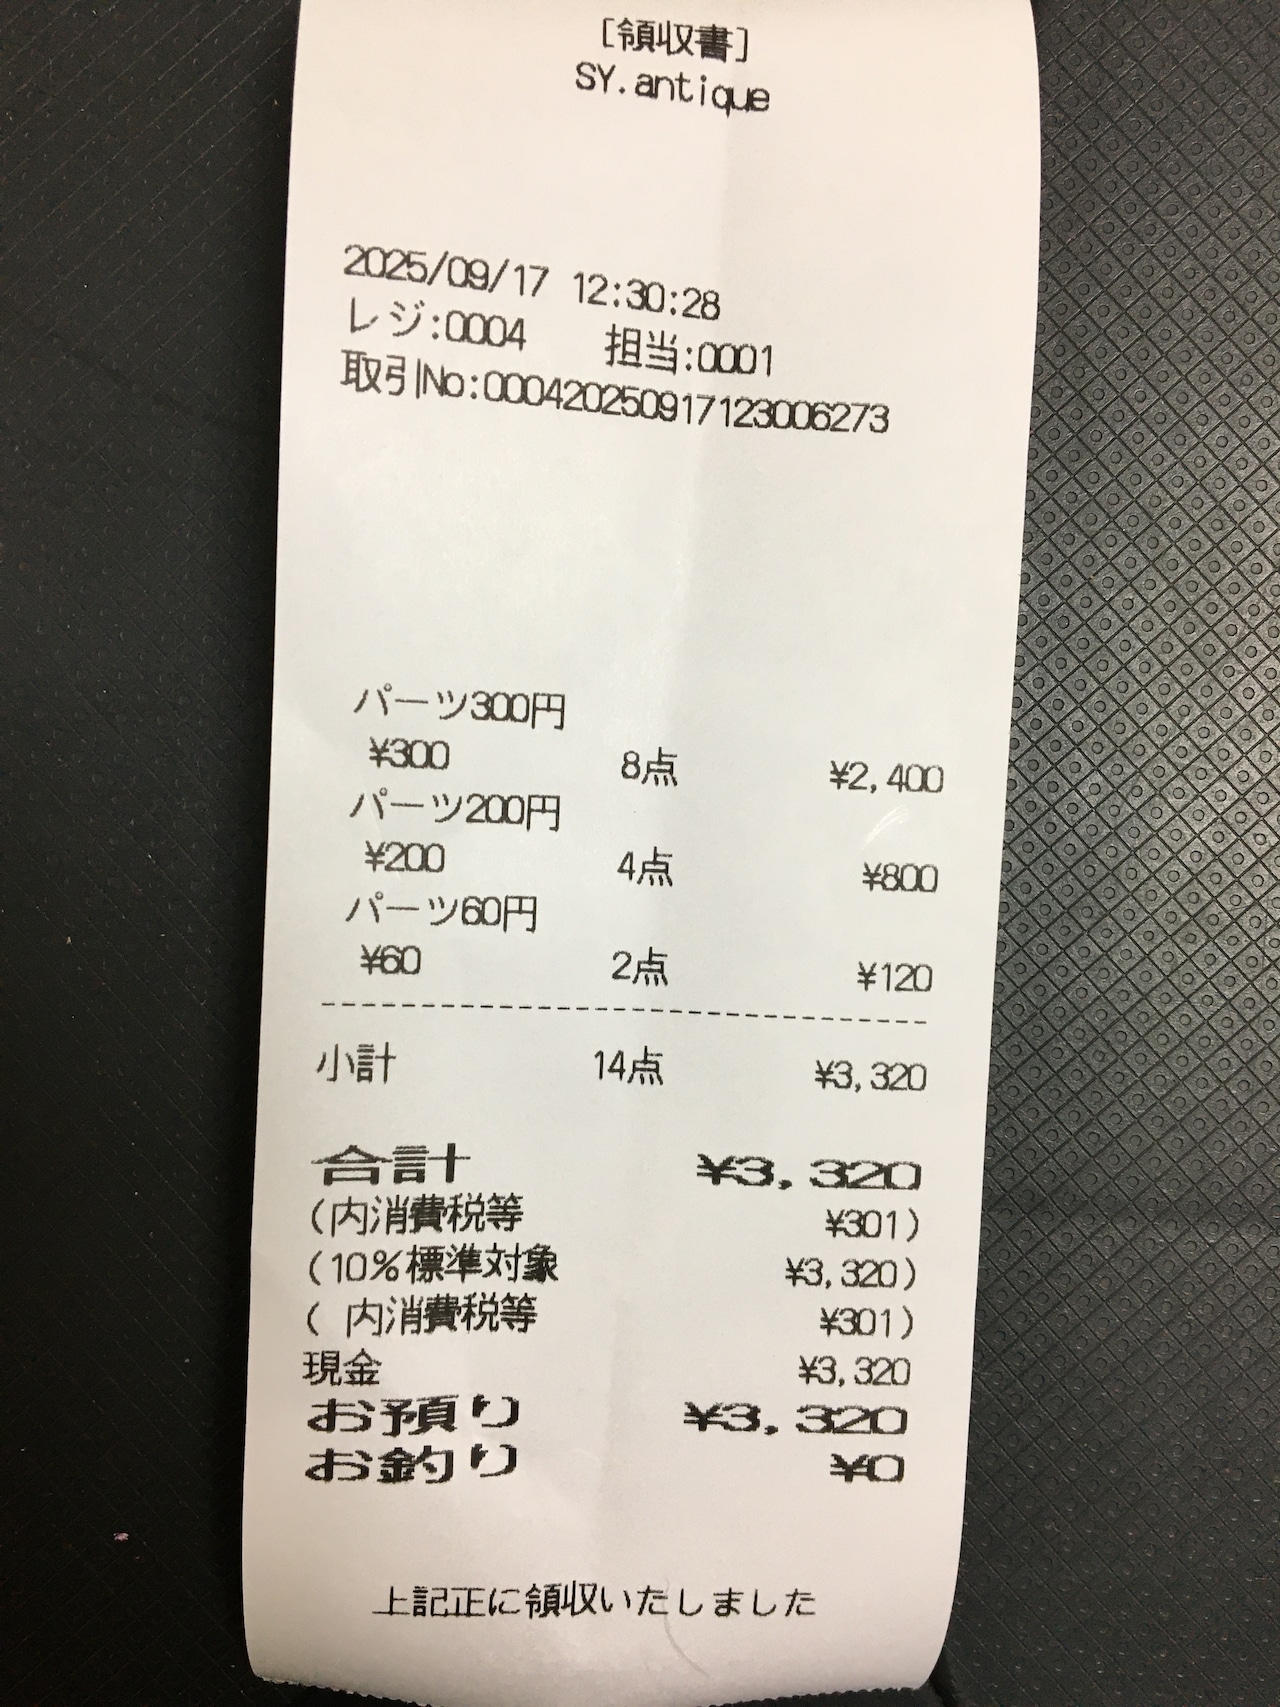 [領収書]
SY.antique
2025/09/17 12:30:28
レジ:0004 担当:0001
取引No:000420250917123006273
パーツ300円
¥300 8点 ¥2,400
パーツ200円
¥200 4点 ¥800
パーツ60円
¥60 2点 ¥120
小計 14点 ¥3,320
合計 ¥3,320
(内消費税等 ¥301)
(10%標準対象 ¥3,320)
( 内消費税等 ¥301)
現金 ¥3,320
お預り ¥3,320
お釣り ¥0
上記正に領収いたしました